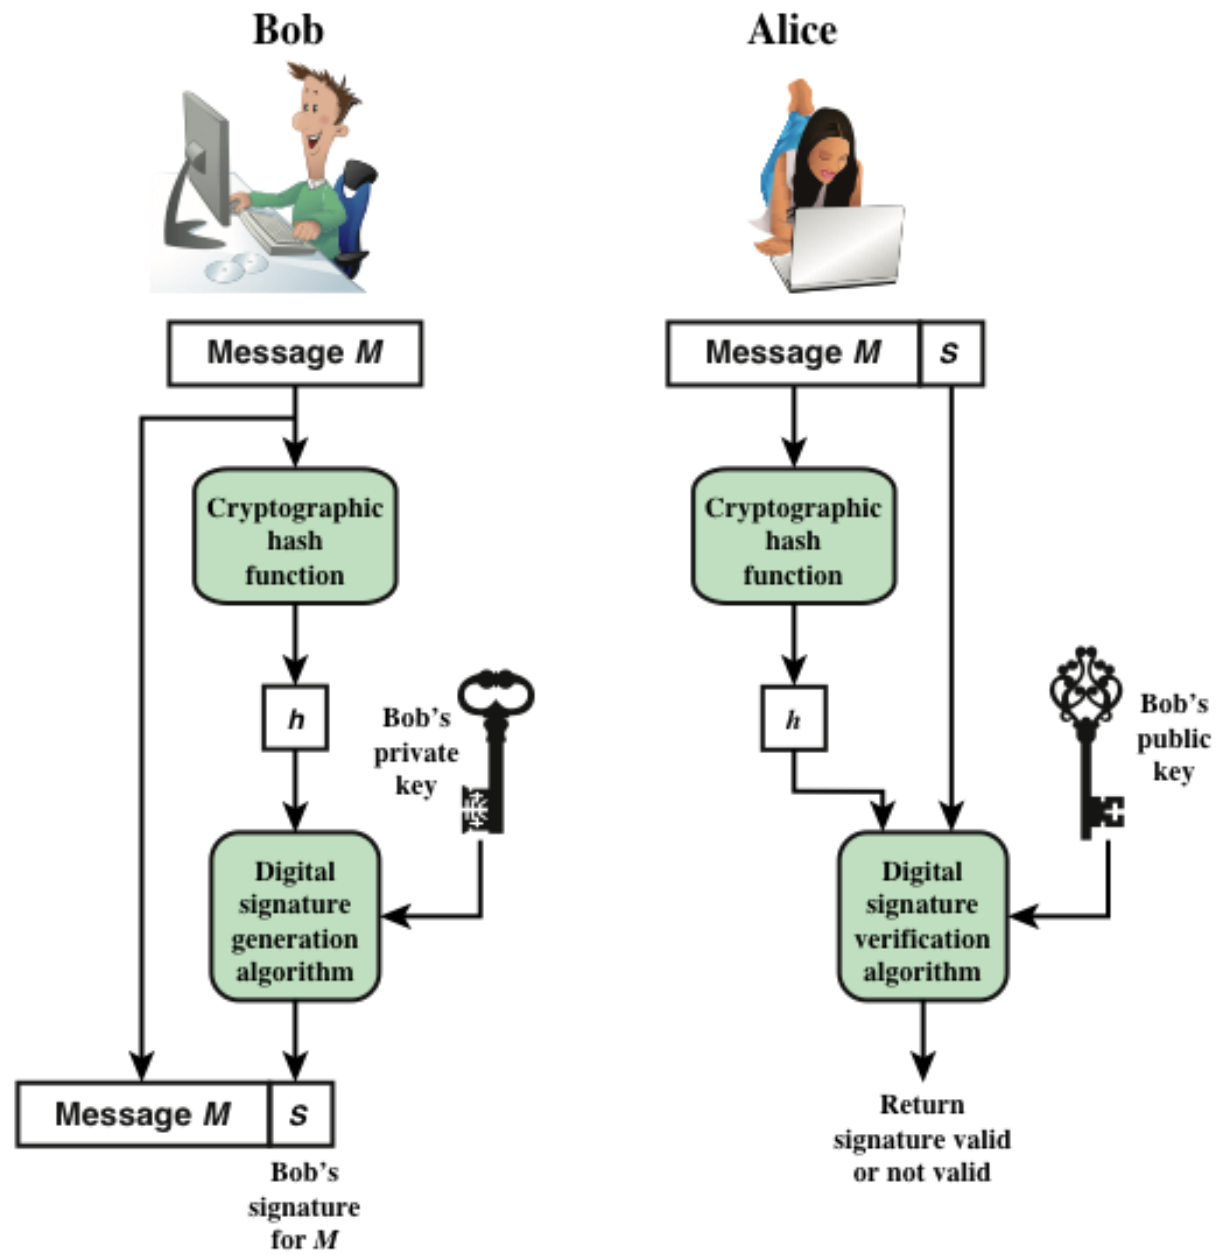 Bob
Message M
Cryptographic
hash
function
h
Bob's
private
key
Digital
signature
generation
algorithm
Message M
S
Bob's
signature
for M
Alice
Message M
S
Cryptographic
hash
function
h
Bob's
public
key
Digital
signature
verification
algorithm
Return
signature valid
or not valid